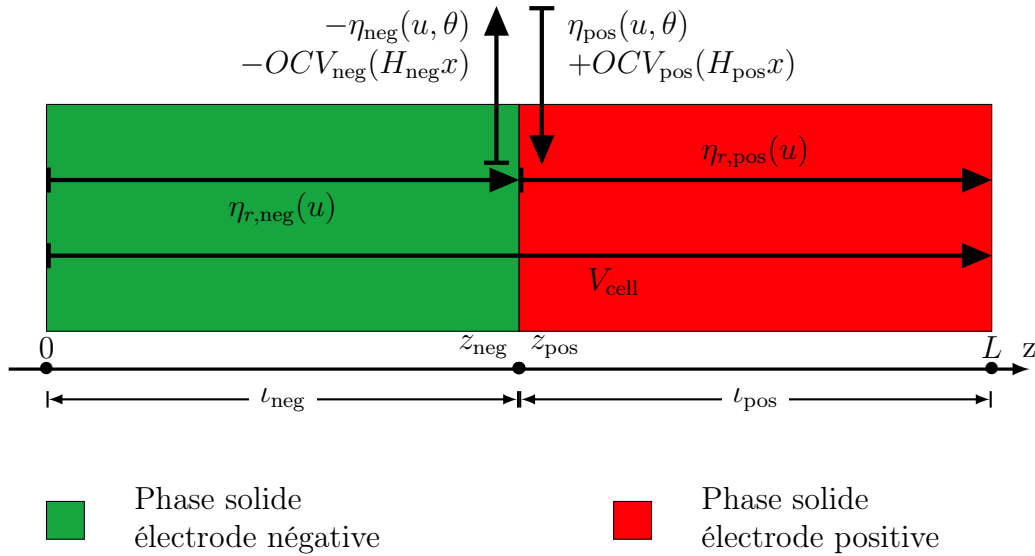 −η_neg(u, θ)
−OCV_neg(H_neg x)
η_pos(u, θ)
+OCV_pos(H_pos x)
η_r,pos(u)
η_r,neg(u)
V_cell
0
z_neg
z_pos
L
z
ι_neg
ι_pos
Phase solide
électrode négative
Phase solide
électrode positive